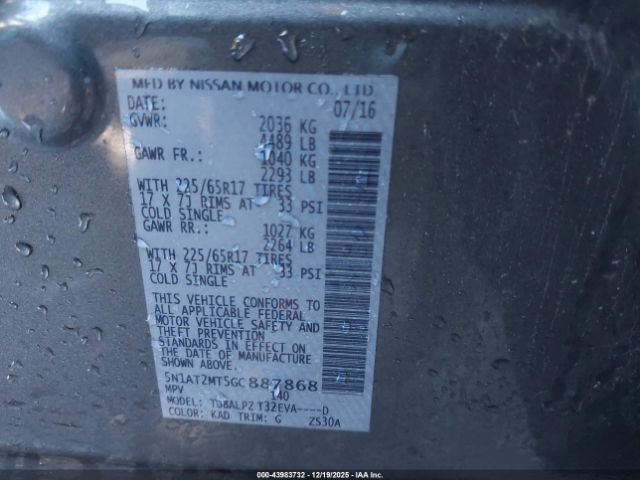 MFD BY NISSAN MOTOR CO., LTD.
DATE: 07/16
GVWR: 2036 KG
4489 LB
GAWR FR.: 1040 KG
2293 LB
WITH 225/65R17 TIRES
17 X 7J RIMS AT 33 PSI
COLD SINGLE
GAWR RR.: 1027 KG
2264 LB
WITH 225/65R17 TIRES
17 X 7J RIMS AT 33 PSI
COLD SINGLE
THIS VEHICLE CONFORMS TO
ALL APPLICABLE FEDERAL
MOTOR VEHICLE SAFETY AND
THEFT PREVENTION
STANDARDS IN EFFECT ON
THE DATE OF MANUFACTURE
5N1AT2MT5GC887868
MPV 140
MODEL: T32EVA----D
COLOR: KAD TRIM: G ZS30A
000-43983732 - 12/19/2025 - COPYRIGHT IAA, LLC.